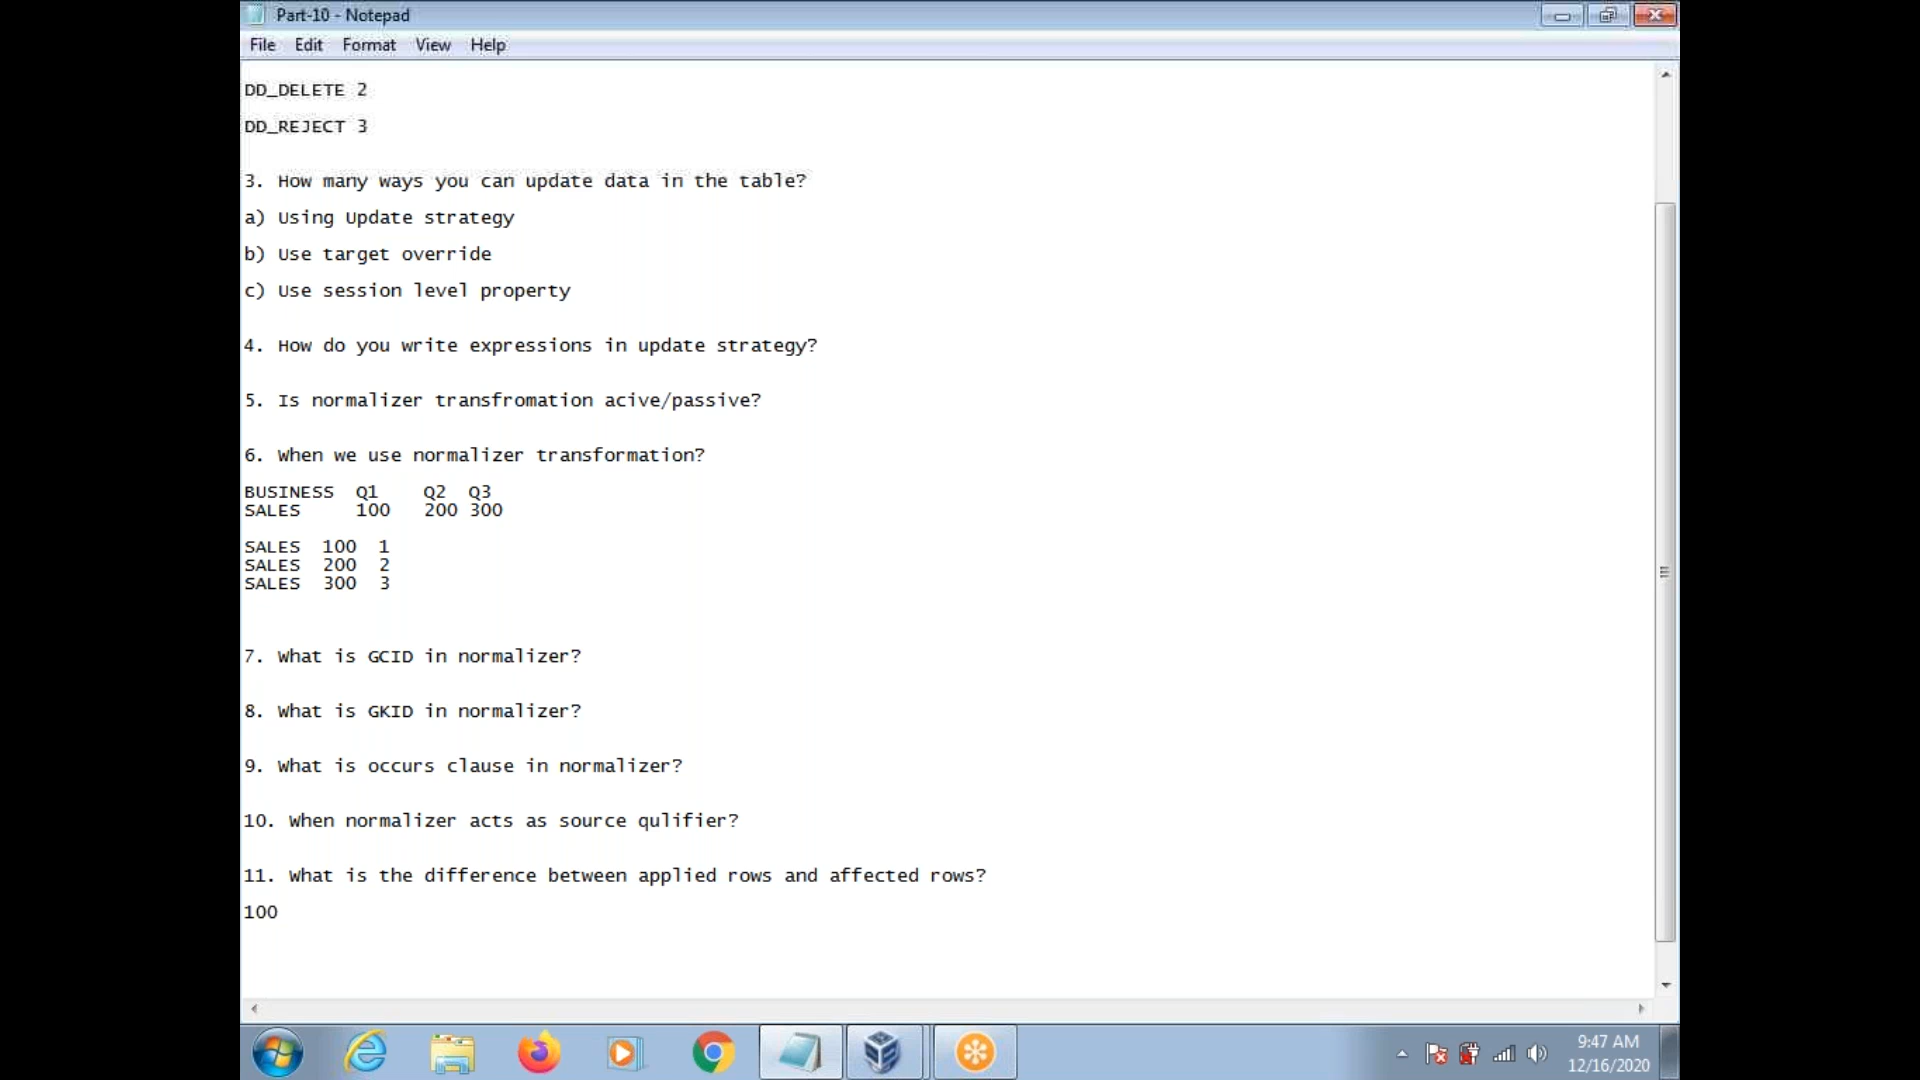 Part-10 - Notepad
File Edit Format View Help
DD_DELETE 2
DD_REJECT 3
3. How many ways you can update data in the table?
a) Using Update strategy
b) Use target override
c) Use session level property
4. How do you write expressions in update strategy?
5. Is normalizer transfromation acive/passive?
6. When we use normalizer transformation?
BUSINESS Q1 Q2 Q3
SALES 100 200 300
SALES 100 1
SALES 200 2
SALES 300 3
7. What is GCID in normalizer?
8. What is GKID in normalizer?
9. What is occurs clause in normalizer?
10. When normalizer acts as source qulifier?
11. What is the difference between applied rows and affected rows?
100
9:47 AM
12/16/2020